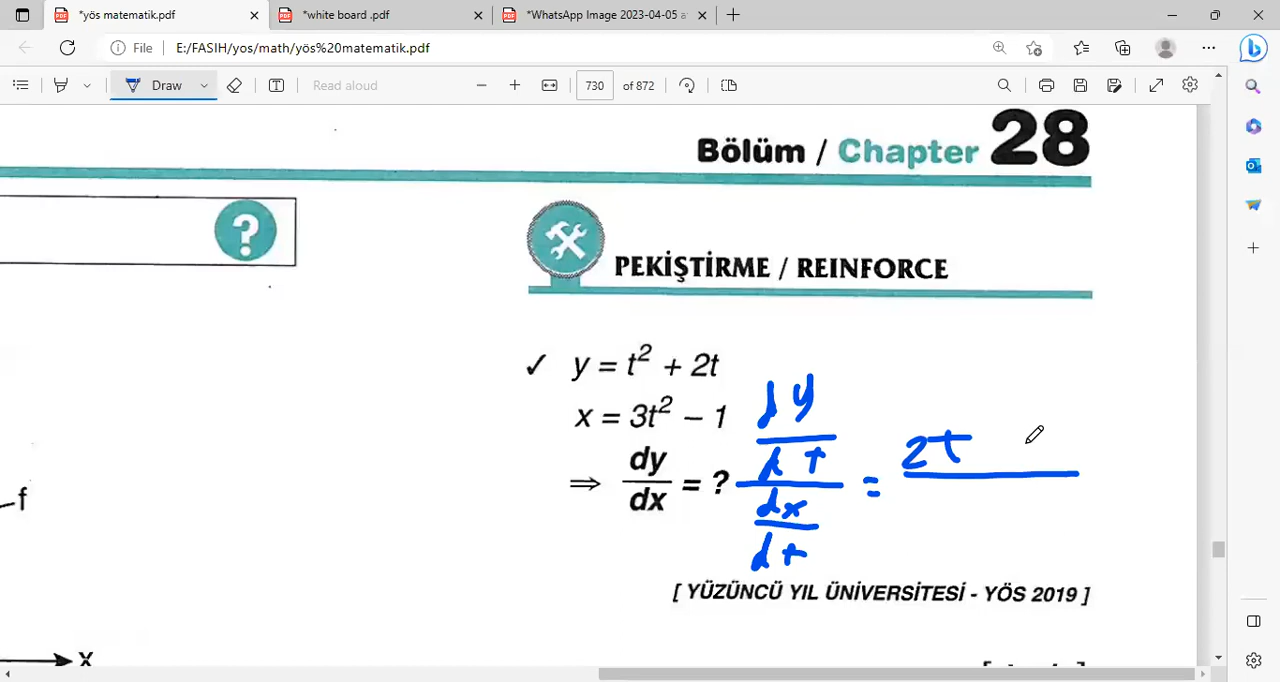 *yös matematik.pdf
*white board .pdf
*WhatsApp Image 2023-04-05 a
File
E:/FASIH/yos/math/yös%20matematik.pdf
Draw
Read aloud
730 of 872
Bölüm / Chapter 28
?
PEKİŞTİRME / REINFORCE
✓ y = t² + 2t
x = 3t² − 1
⇒ dy/dx = ? (dy/dt)/(dx/dt) = 2t
f
[ YÜZÜNCÜ YIL ÜNİVERSİTESİ - YÖS 2019 ]
X